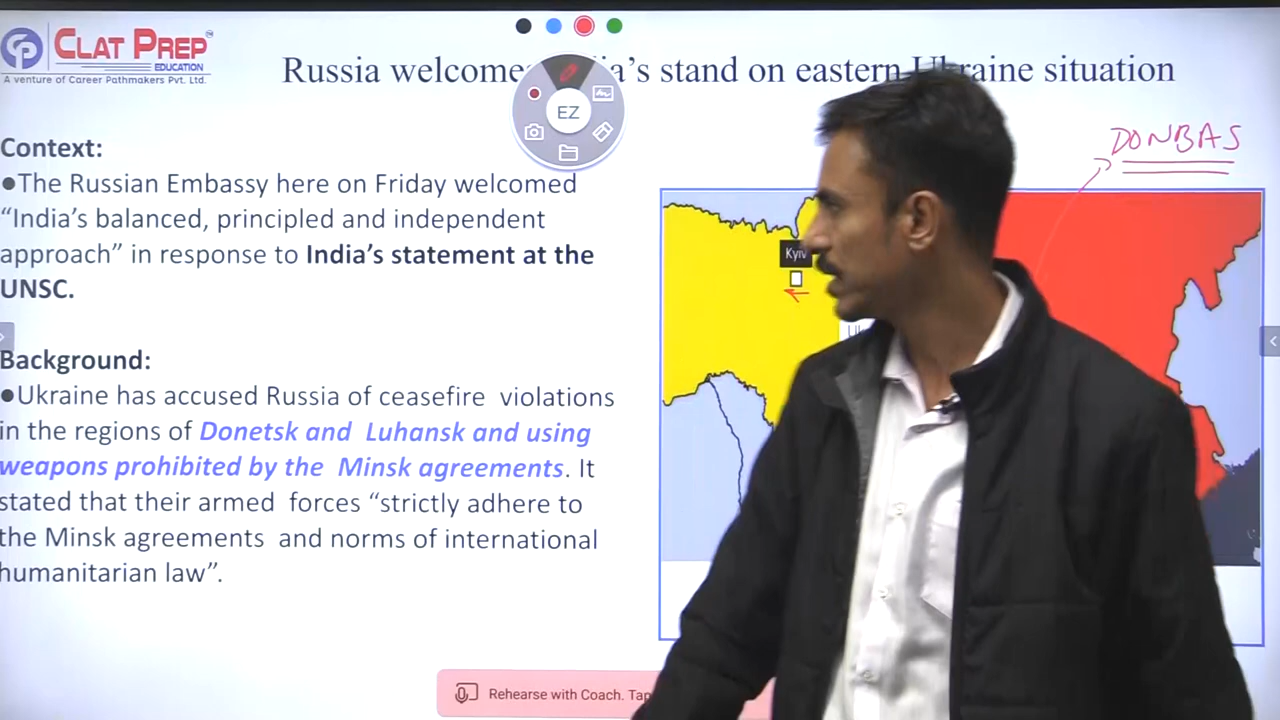 CLAT PREP
EDUCATION
A venture of Career Pathmakers Pvt. Ltd.
Russia welcome 's stand on eastern Ukraine situation
EZ
DONBAS
Context:
●The Russian Embassy here on Friday welcomed
“India’s balanced, principled and independent
approach” in response to India’s statement at the
UNSC.
Kyiv
Background:
●Ukraine has accused Russia of ceasefire violations
in the regions of Donetsk and Luhansk and using
weapons prohibited by the Minsk agreements. It
stated that their armed forces “strictly adhere to
the Minsk agreements and norms of international
humanitarian law”.
Rehearse with Coach. Tap